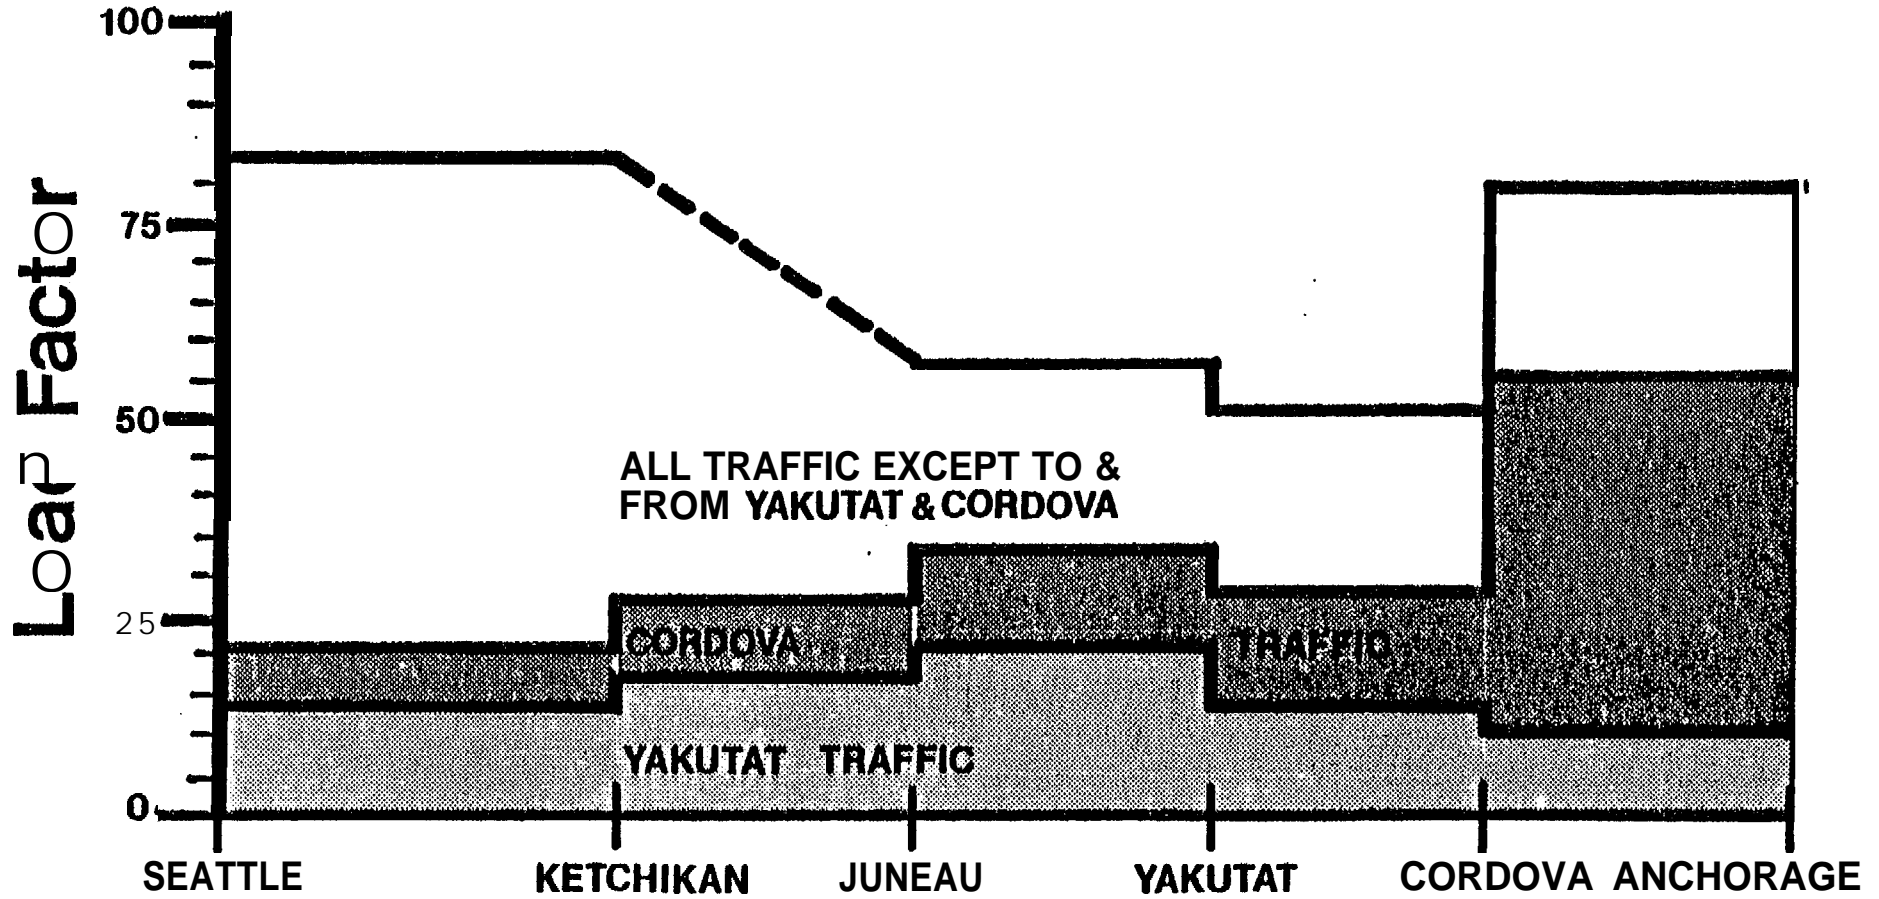 100
75
50
25
0
Load Factor
ALL TRAFFIC EXCEPT TO &
FROM YAKUTAT & CORDOVA
CORDOVA TRAFFIC
YAKUTAT TRAFFIC
SEATTLE KETCHIKAN JUNEAU YAKUTAT CORDOVA ANCHORAGE